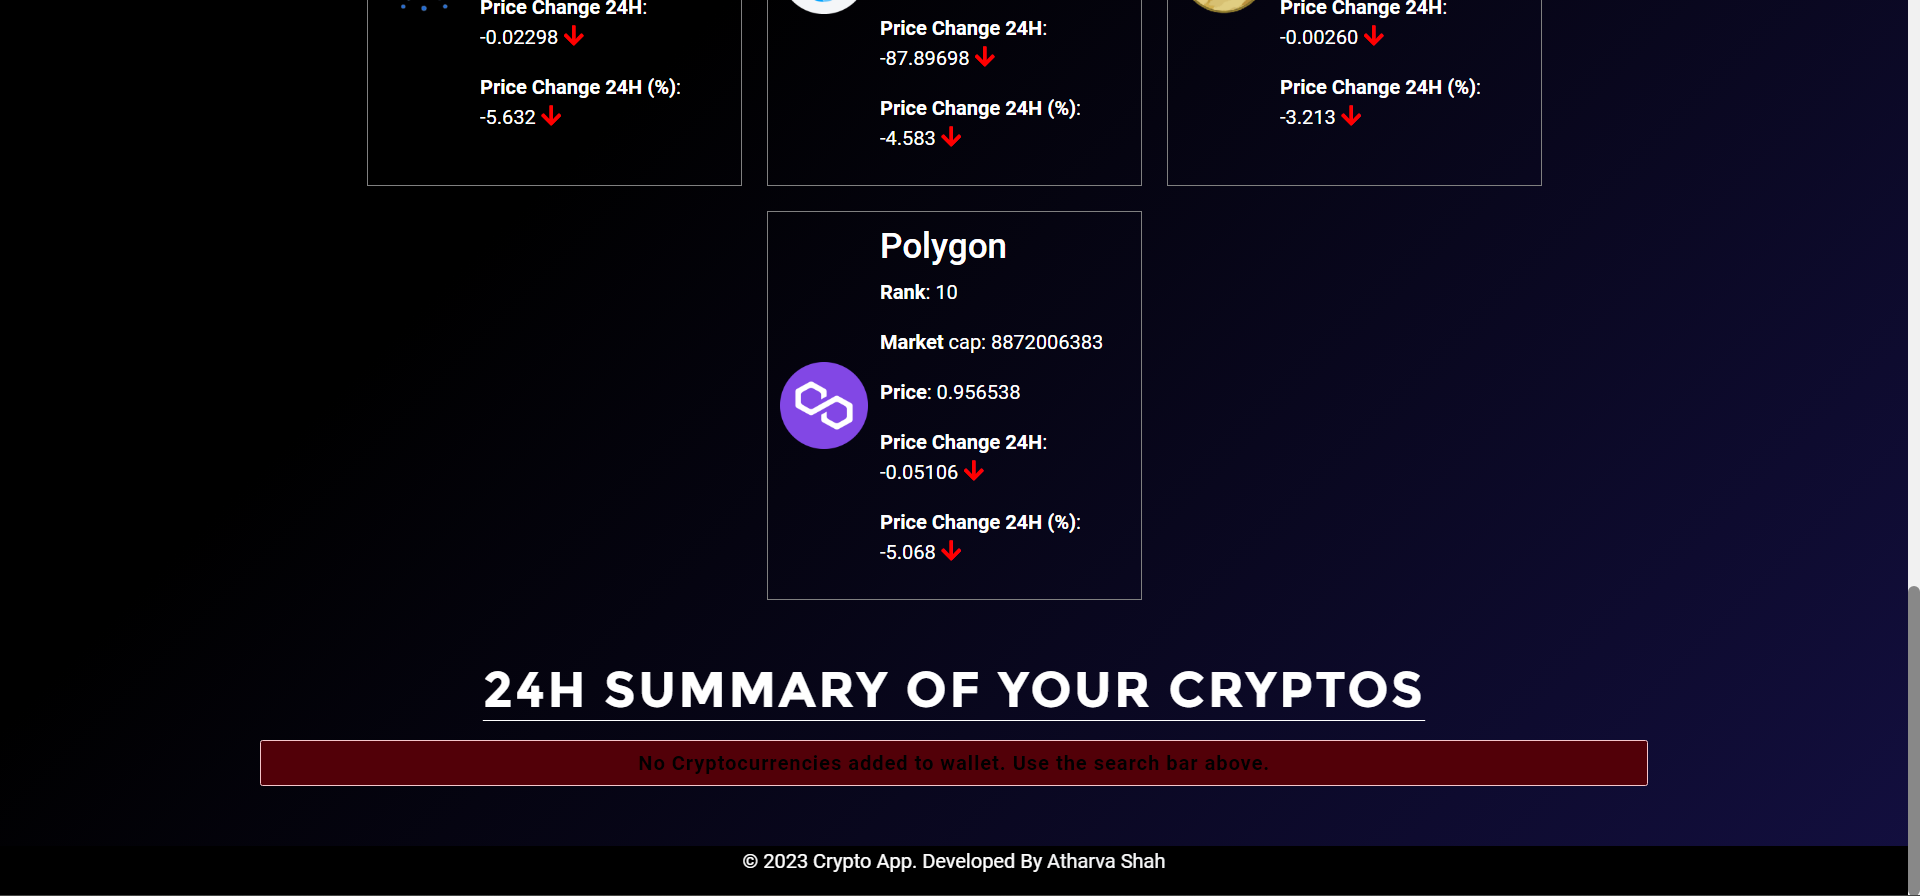 Price Change 24H:
-0.02298
Price Change 24H (%):
-5.632
Price Change 24H:
-87.89698
Price Change 24H (%):
-4.583
Price Change 24H:
-0.00260
Price Change 24H (%):
-3.213
Polygon
Rank: 10
Market cap: 8872006383
Price: 0.956538
Price Change 24H:
-0.05106
Price Change 24H (%):
-5.068
24H SUMMARY OF YOUR CRYPTOS
No Cryptocurrencies added to wallet. Use the search bar above.
© 2023 Crypto App. Developed By Atharva Shah